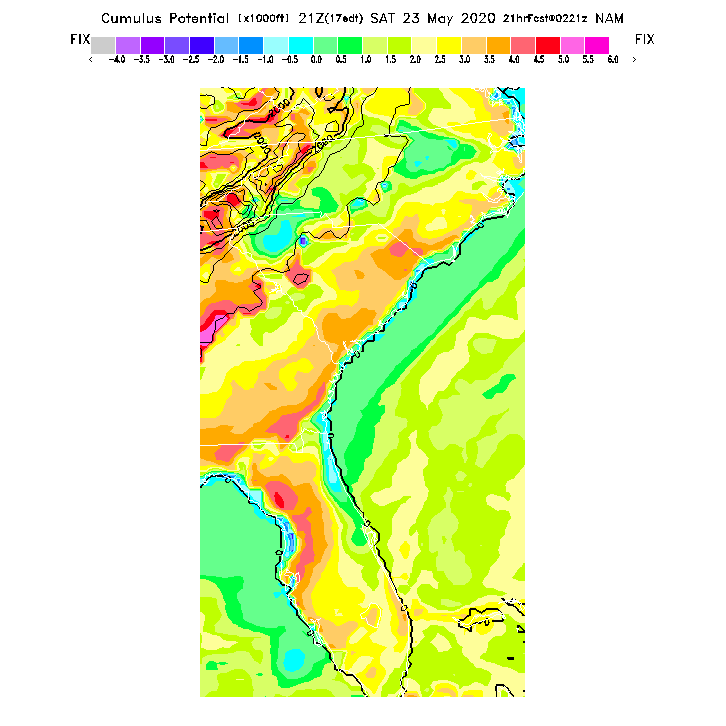 Cumulus Potential [x1000ft] 21Z(17edt) SAT 23 May 2020 21hrFcst@0221z NAM
FIX FIX
< -4.0 -3.5 -3.0 -2.5 -2.0 -1.5 -1.0 -0.5 0.0 0.5 1.0 1.5 2.0 2.5 3.0 3.5 4.0 4.5 5.0 5.5 6.0 >
2000
2000